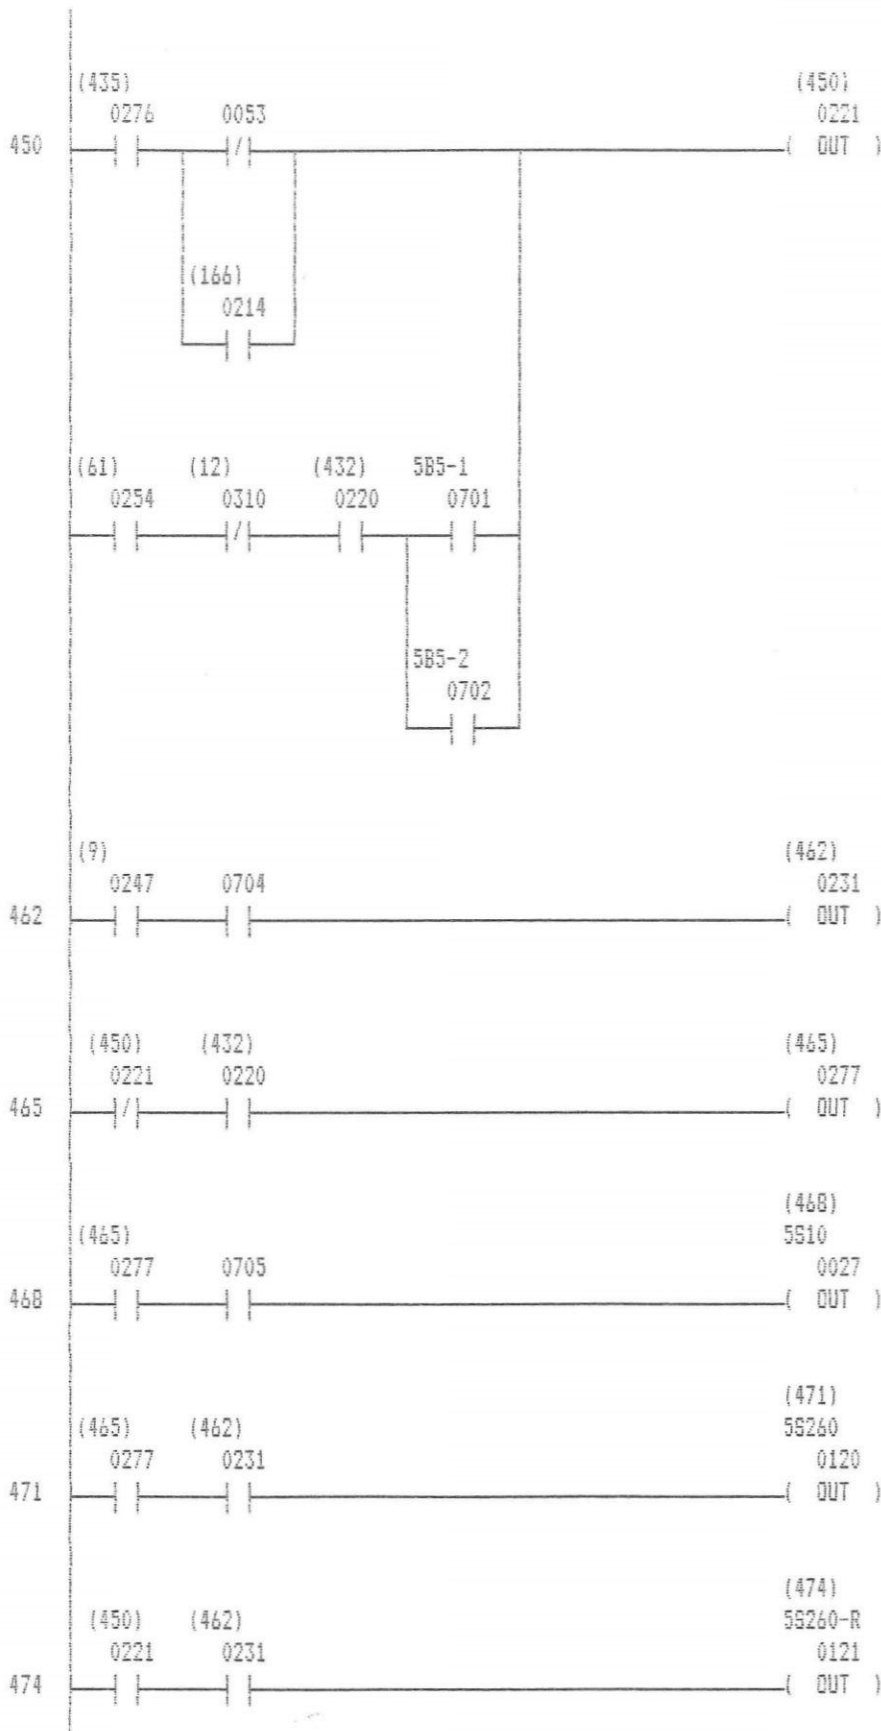 (435) (450)
0276 0053 0221
450 ( OUT )
(166)
0214
(61) (12) (432) 5B5-1
0254 0310 0220 0701
5B5-2
0702
(9) (462)
0247 0704 0231
462 ( OUT )
(450) (432) (465)
0221 0220 0277
465 ( OUT )
(468)
(465) 5S10
0277 0705 0027
468 ( OUT )
(471)
(465) (462) 5S260
0277 0231 0120
471 ( OUT )
(474)
(450) (462) 5S260-R
0221 0231 0121
474 ( OUT )